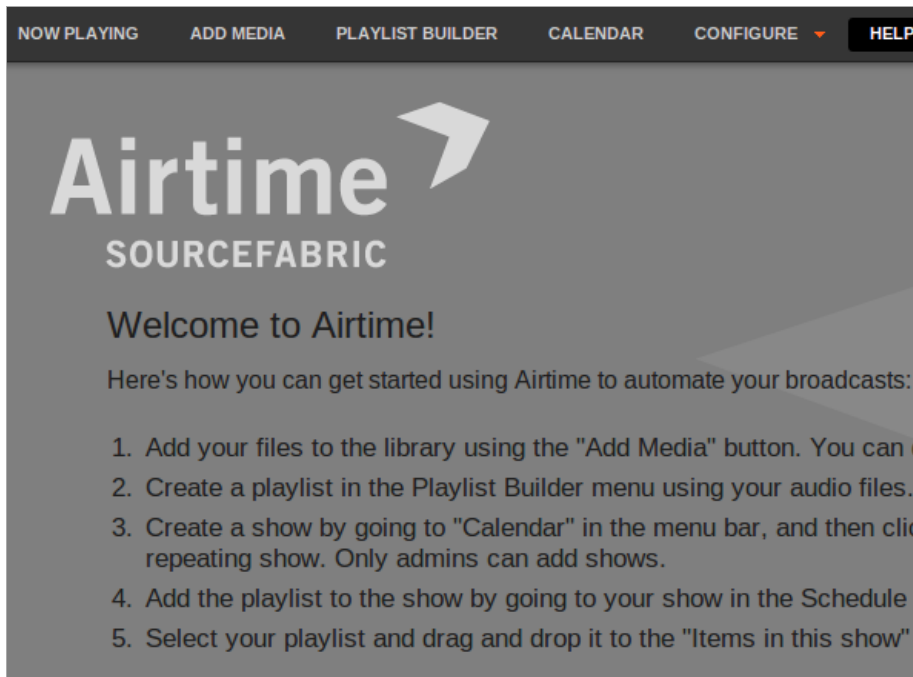 NOW PLAYING ADD MEDIA PLAYLIST BUILDER CALENDAR CONFIGURE HELP
Airtime
SOURCEFABRIC
Welcome to Airtime!
Here's how you can get started using Airtime to automate your broadcasts:
1. Add your files to the library using the "Add Media" button. You can
2. Create a playlist in the Playlist Builder menu using your audio files.
3. Create a show by going to "Calendar" in the menu bar, and then clic
repeating show. Only admins can add shows.
4. Add the playlist to the show by going to your show in the Schedule
5. Select your playlist and drag and drop it to the "Items in this show"